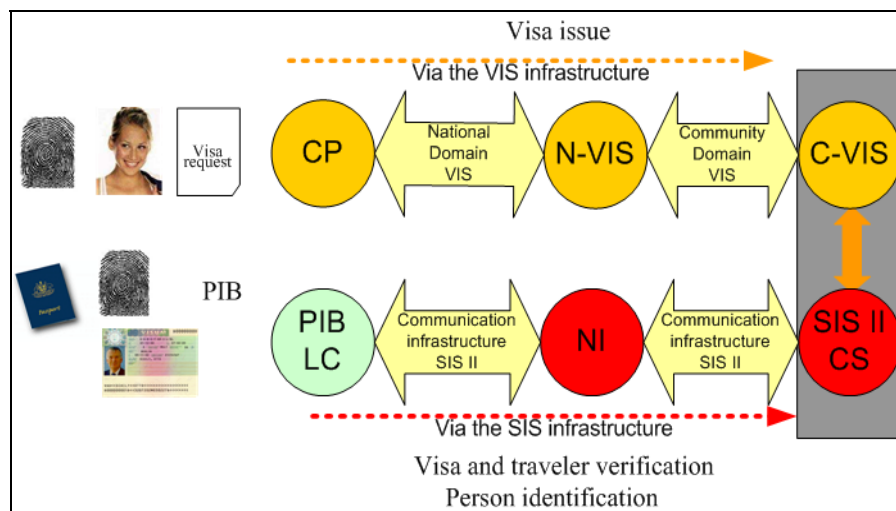 Visa issue
Via the VIS infrastructure
Visa
request
CP
National
Domain
VIS
N-VIS
Community
Domain
VIS
C-VIS
Passport
PIB
PIB
LC
Communication
infrastructure
SIS II
NI
Communication
infrastructure
SIS II
SIS II
CS
Via the SIS infrastructure
Visa and traveler verification
Person identification